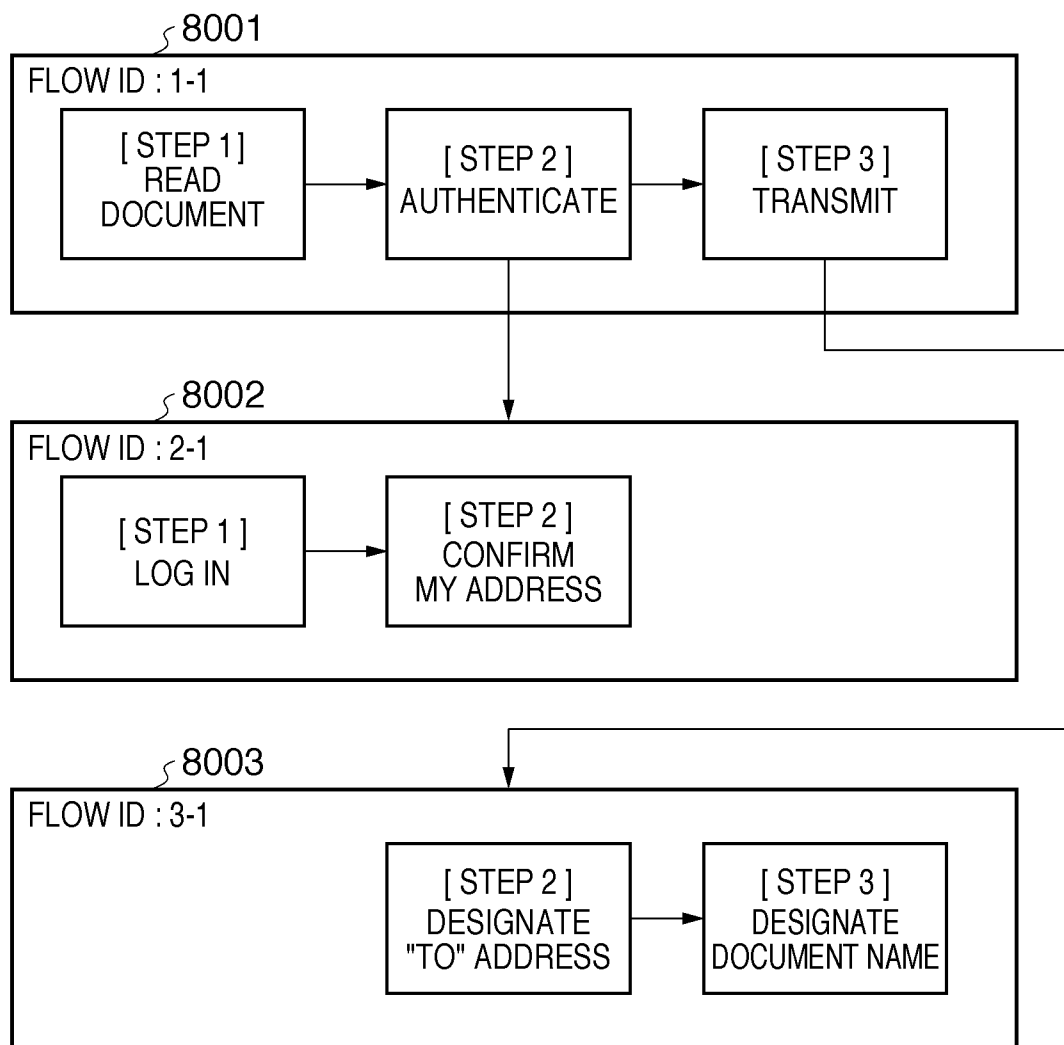 8001
FLOW ID : 1-1
[ STEP 1]
READ
DOCUMENT
[ STEP 2 ]
AUTHENTICATE
[ STEP 3 ]
TRANSMIT
8002
FLOW ID : 2-1
[ STEP 1 ]
LOG IN
[ STEP 2 ]
CONFIRM
MY ADDRESS
8003
FLOW ID : 3-1
[ STEP 2 ]
DESIGNATE
"TO" ADDRESS
[ STEP 3 ]
DESIGNATE
DOCUMENT NAME